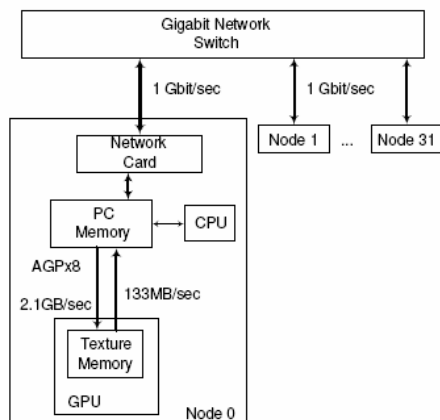 Gigabit Network
Switch
1 Gbit/sec
1 Gbit/sec
Network
Card
Node 1
...
Node 31
PC
Memory
CPU
AGPx8
2.1GB/sec
133MB/sec
Texture
Memory
GPU
Node 0